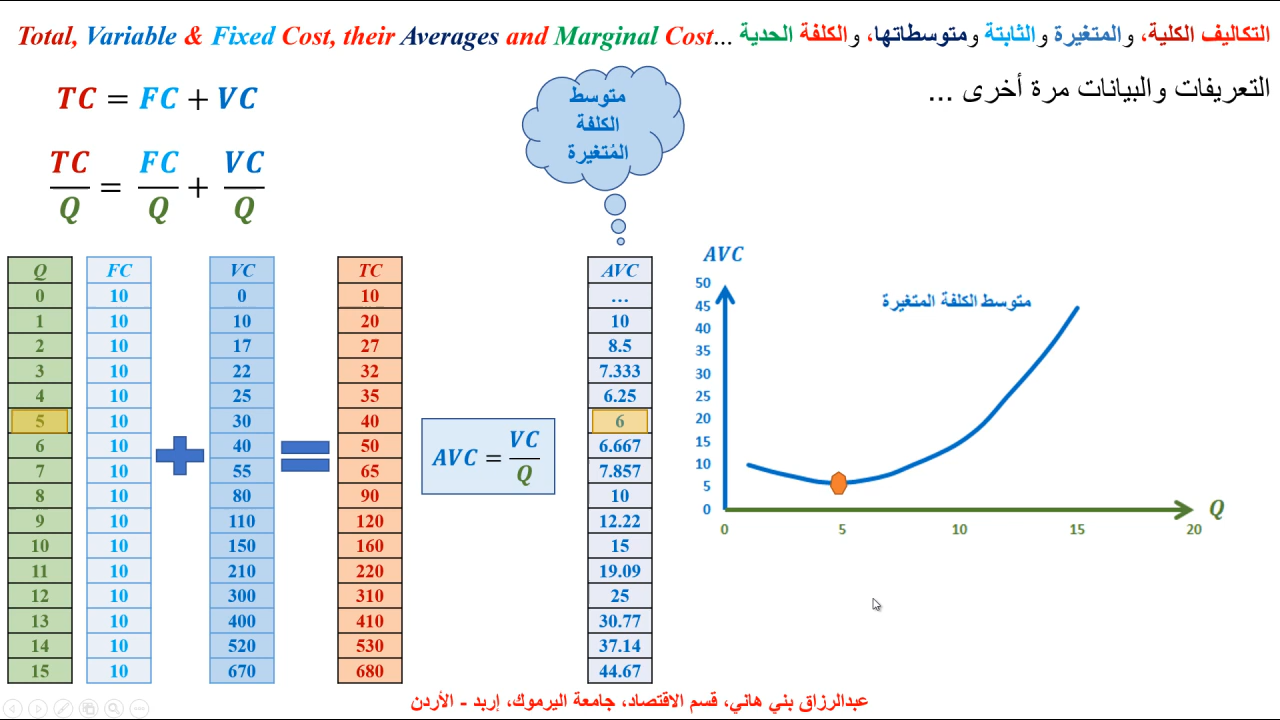 التكاليف الكلية، والمتغيرة والثابتة ومتوسطاتها، والكلفة الحدية ...Total, Variable & Fixed Cost, their Averages and Marginal Cost
التعريفات والبيانات مرة أخرى ...
TC = FC + VC
TC/Q = FC/Q + VC/Q
متوسط
الكلفة
المُتغيرة
Q FC VC TC AVC
0 10 0 10 ...
1 10 10 20 10
2 10 17 27 8.5
3 10 22 32 7.333
4 10 25 35 6.25
5 10 30 40 6
6 10 40 50 6.667
7 10 55 65 7.857
8 10 80 90 10
9 10 110 120 12.22
10 10 150 160 15
11 10 210 220 19.09
12 10 300 310 25
13 10 400 410 30.77
14 10 520 530 37.14
15 10 670 680 44.67
AVC = VC/Q
AVC
متوسط الكلفة المتغيرة
50
45
40
35
30
25
20
15
10
5
0
0 5 10 15 20
Q
عبدالرزاق بني هاني، قسم الاقتصاد، جامعة اليرموك، إربد - الأردن